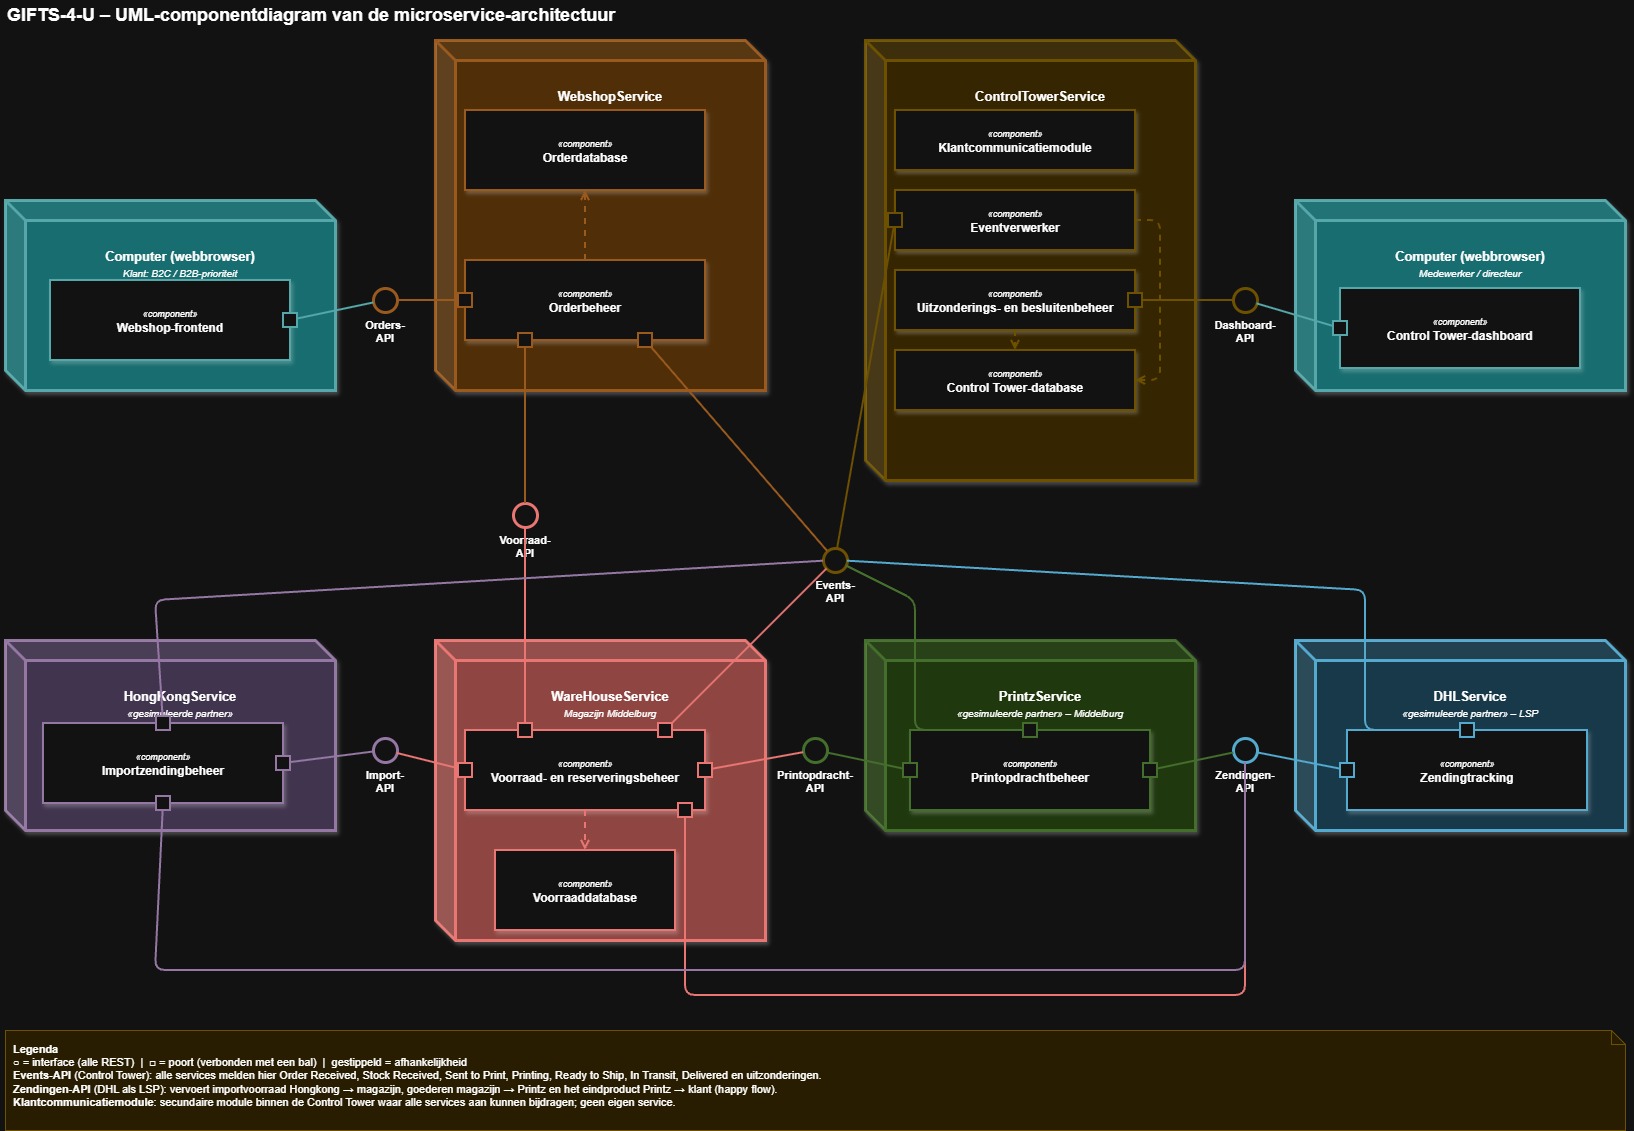 GIFTS-4-U – UML-componentdiagram van de microservice-architectuur
WebshopService
«component»
Orderdatabase
«component»
Orderbeheer
ControlTowerService
«component»
Klantcommunicatiemodule
«component»
Eventverwerker
«component»
Uitzonderings- en besluitenbeheer
«component»
Control Tower-database
Computer (webbrowser)
Klant: B2C / B2B-prioriteit
«component»
Webshop-frontend
Orders-
API
Dashboard-
API
Computer (webbrowser)
Medewerker / directeur
«component»
Control Tower-dashboard
Voorraad-
API
Events-
API
HongKongService
«gesimuleerde partner»
«component»
Importzendingbeheer
Import-
API
WareHouseService
Magazijn Middelburg
«component»
Voorraad- en reserveringsbeheer
«component»
Voorraaddatabase
Printopdracht-
API
PrintzService
«gesimuleerde partner» – Middelburg
«component»
Printopdrachtbeheer
Zendingen-
API
DHLService
«gesimuleerde partner» – LSP
«component»
Zendingtracking
Legenda
○ = interface (alle REST) | □ = poort (verbonden met een bal) | gestippeld = afhankelijkheid
Events-API (Control Tower): alle services melden hier Order Received, Stock Received, Sent to Print, Printing, Ready to Ship, In Transit, Delivered en uitzonderingen.
Zendingen-API (DHL als LSP): vervoert importvoorraad Hongkong → magazijn, goederen magazijn → Printz en het eindproduct Printz → klant (happy flow).
Klantcommunicatiemodule: secundaire module binnen de Control Tower waar alle services aan kunnen bijdragen; geen eigen service.